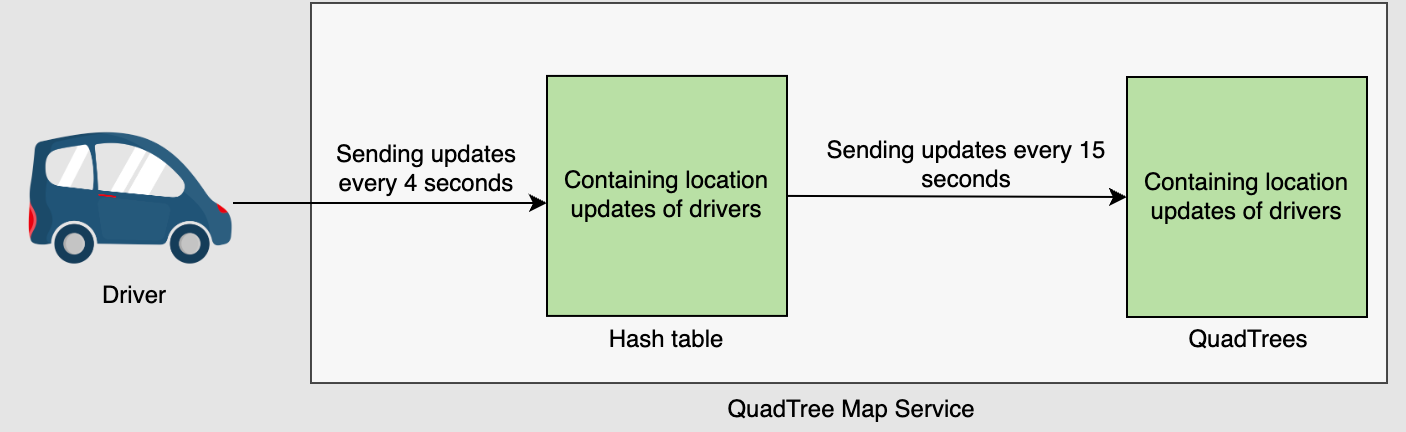 Sending updates
every 4 seconds
Containing location
updates of drivers
Sending updates every 15
seconds
Containing location
updates of drivers
Driver
Hash table
QuadTrees
QuadTree Map Service